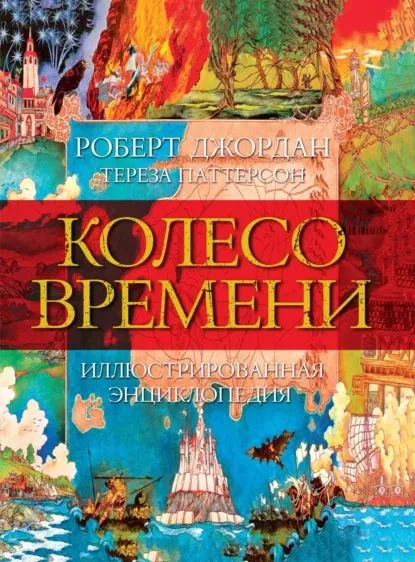 РОБЕРТ ДЖОРДАН
ТЕРЕЗА ПАТТЕРСОН
КОЛЕСО
ВРЕМЕНИ
ИЛЛЮСТРИРОВАННАЯ
ЭНЦИКЛОПЕДИЯ